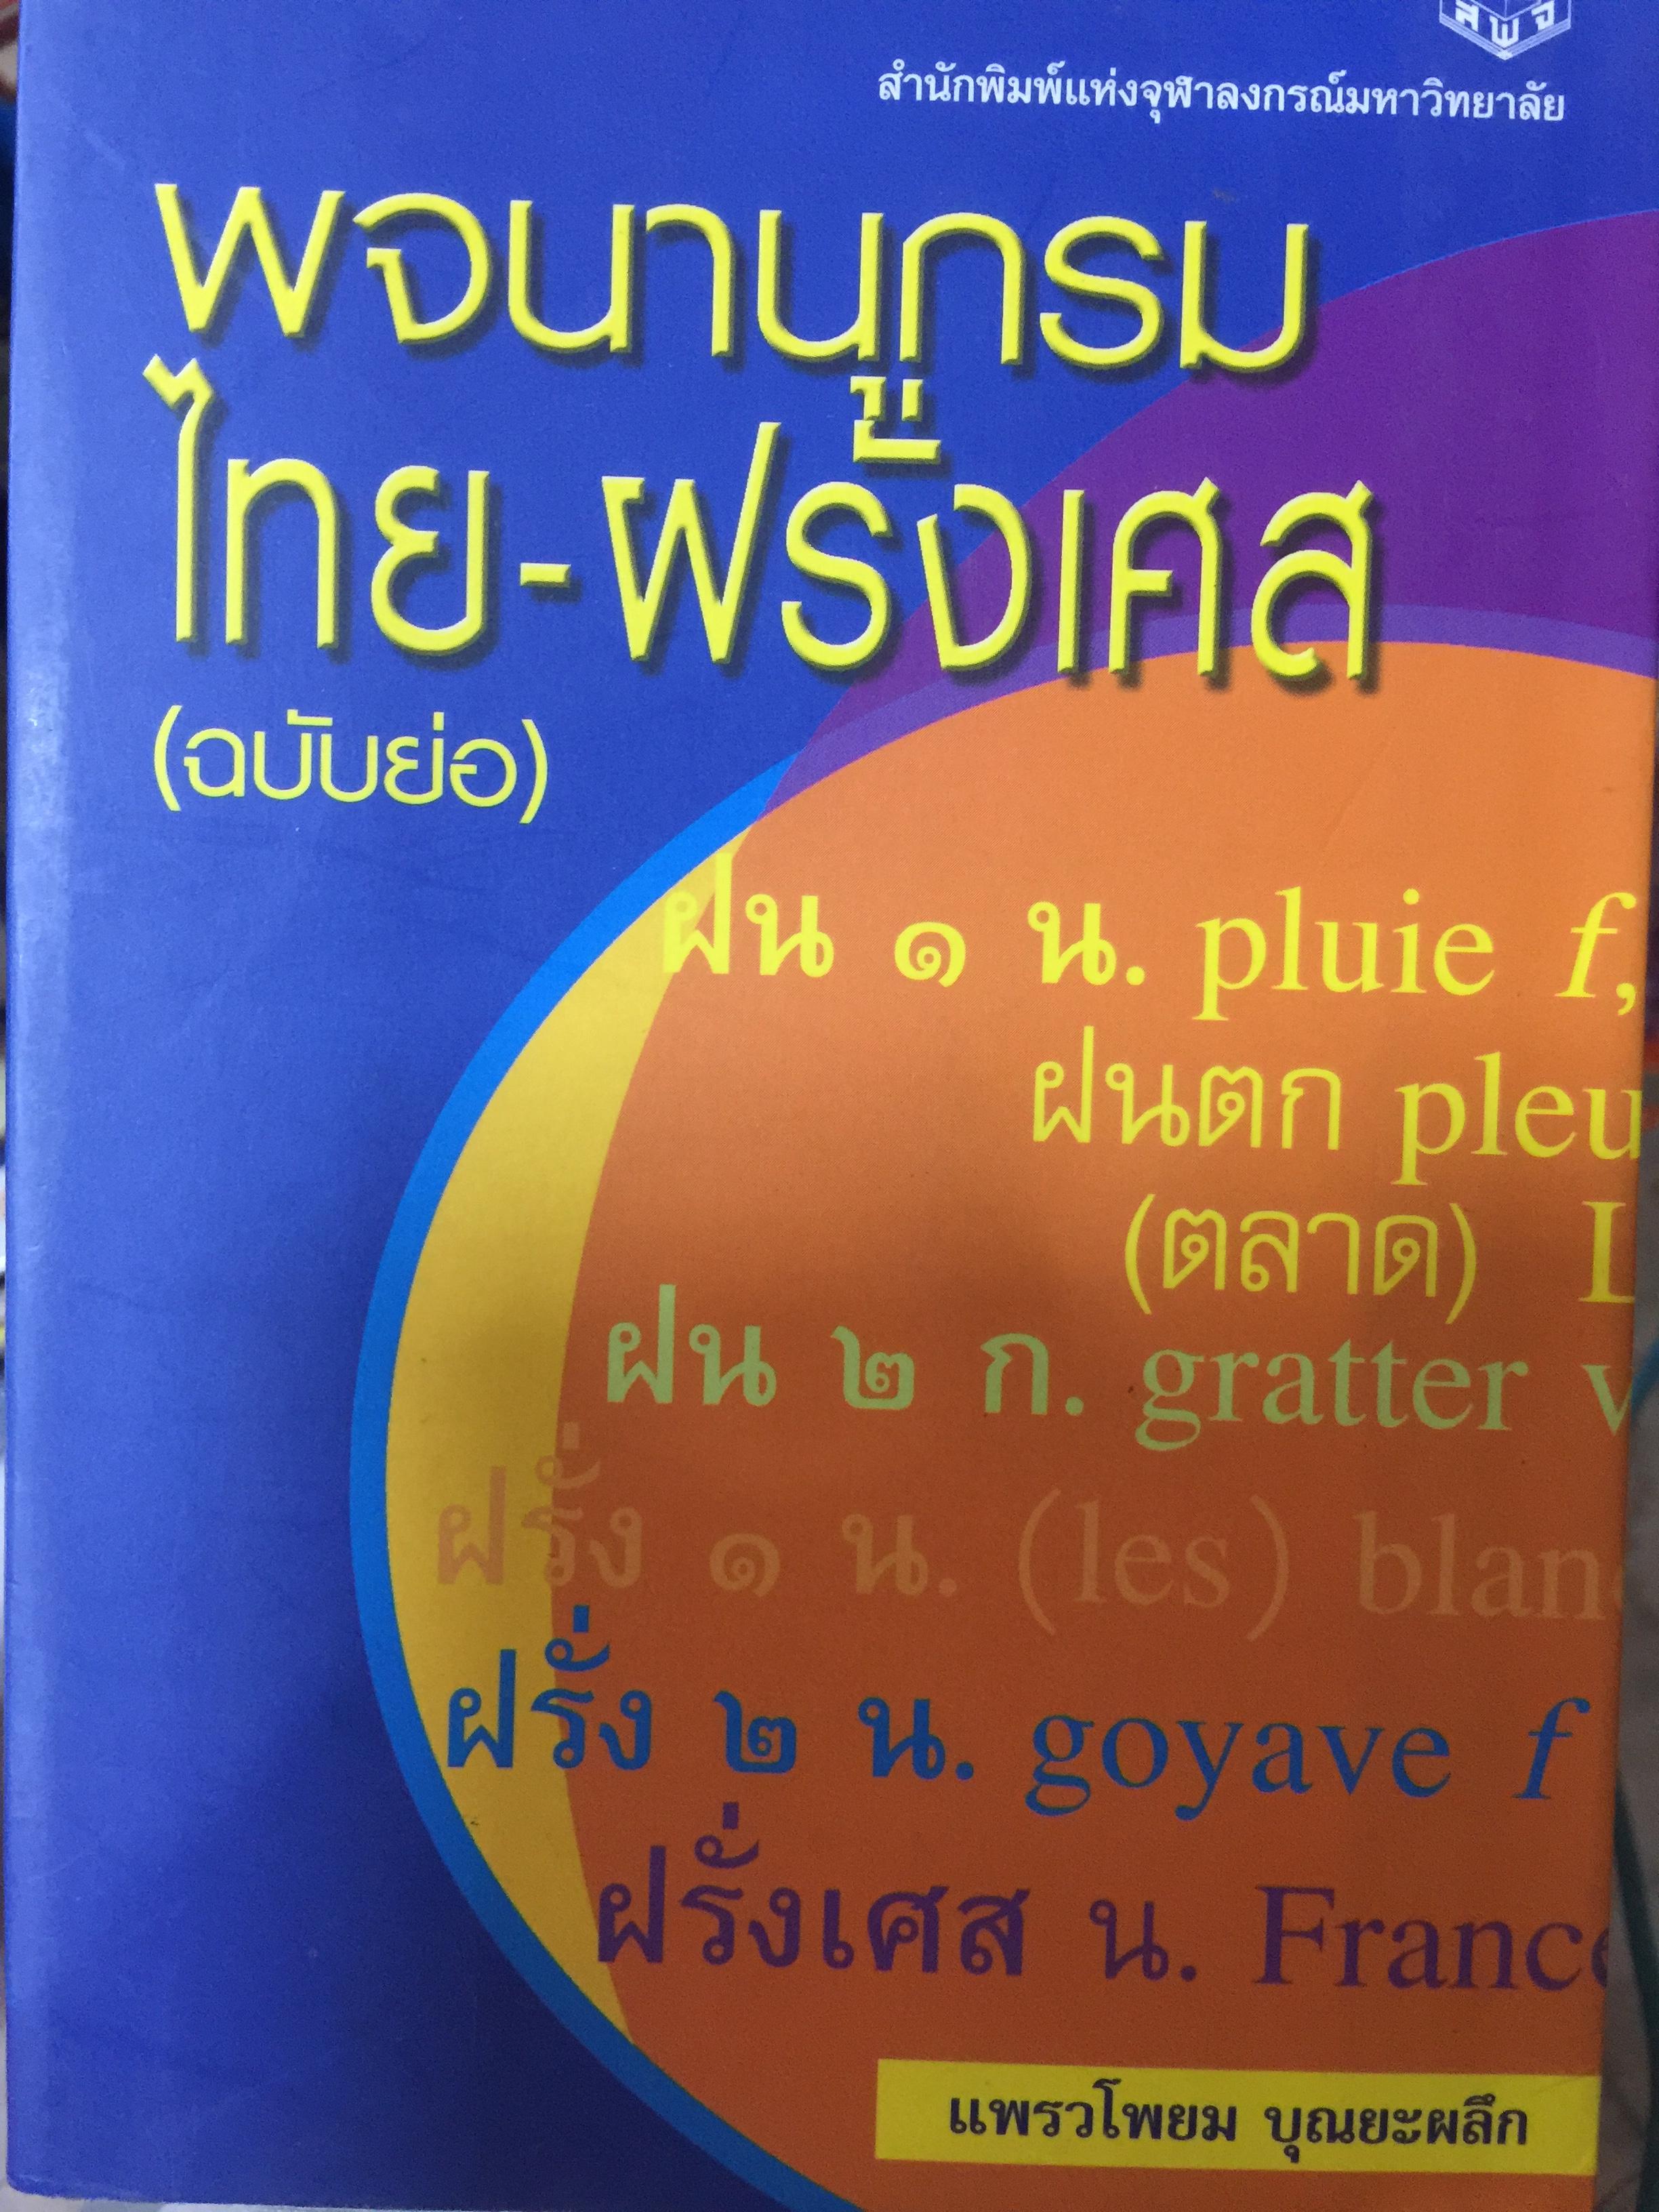 สพจ
สำนักพิมพ์แห่งจุฬาลงกรณ์มหาวิทยาลัย
พจนานุกรม
ไทย-ฝรั่งเศส
(ฉบับย่อ)
ฝน ๑ น. pluie f,
ฝนตก pleu
(ตลาด) L
ฝน ๒ ก. gratter v
ฝรั่ง ๑ น. (les) blanc
ฝรั่ง ๒ น. goyave f
ฝรั่งเศส น. France
แพรวโพยม บุณยะผลึก